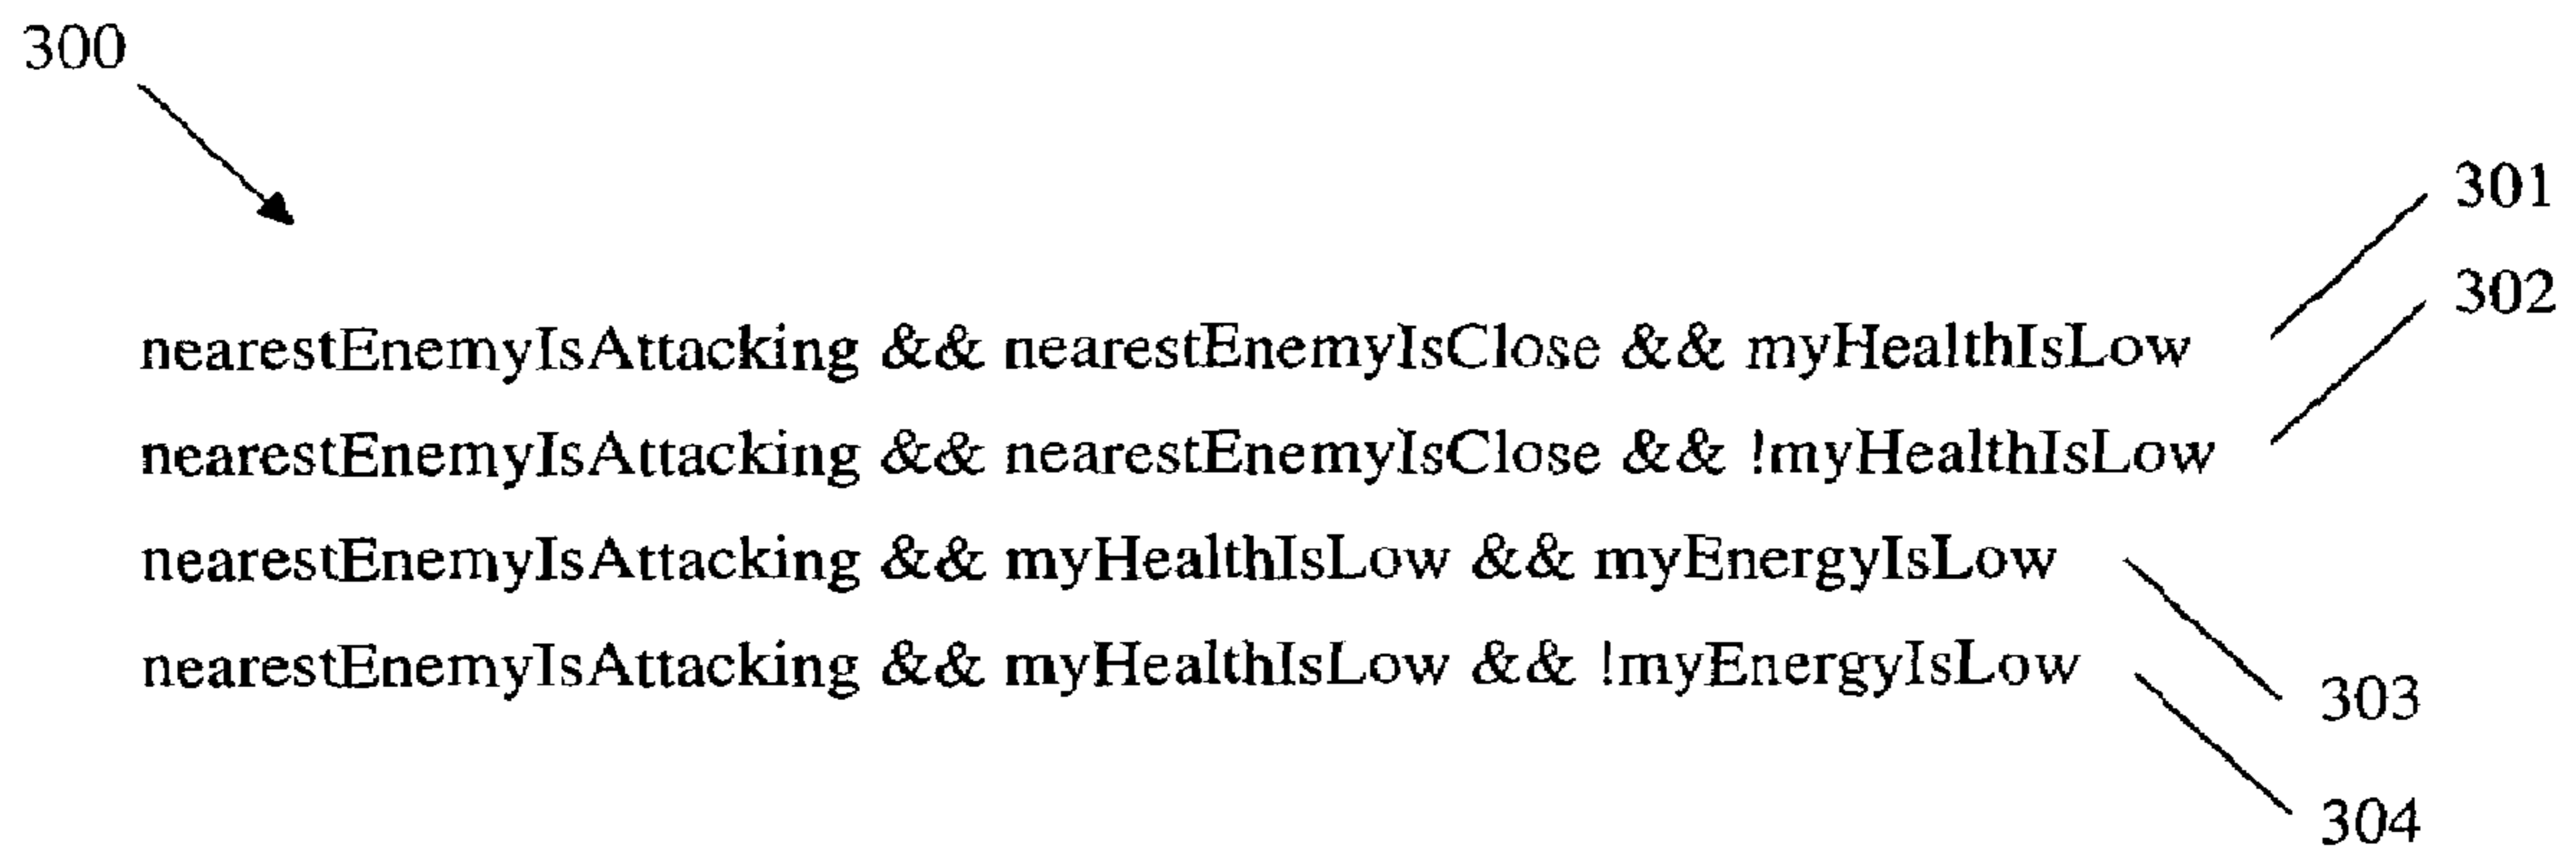 300
301
302
nearestEnemyIsAttacking && nearestEnemyIsClose && myHealthIsLow
nearestEnemyIsAttacking && nearestEnemyIsClose && !myHealthIsLow
nearestEnemyIsAttacking && myHealthIsLow && myEnergyIsLow
nearestEnemyIsAttacking && myHealthIsLow && !myEnergyIsLow
303
304